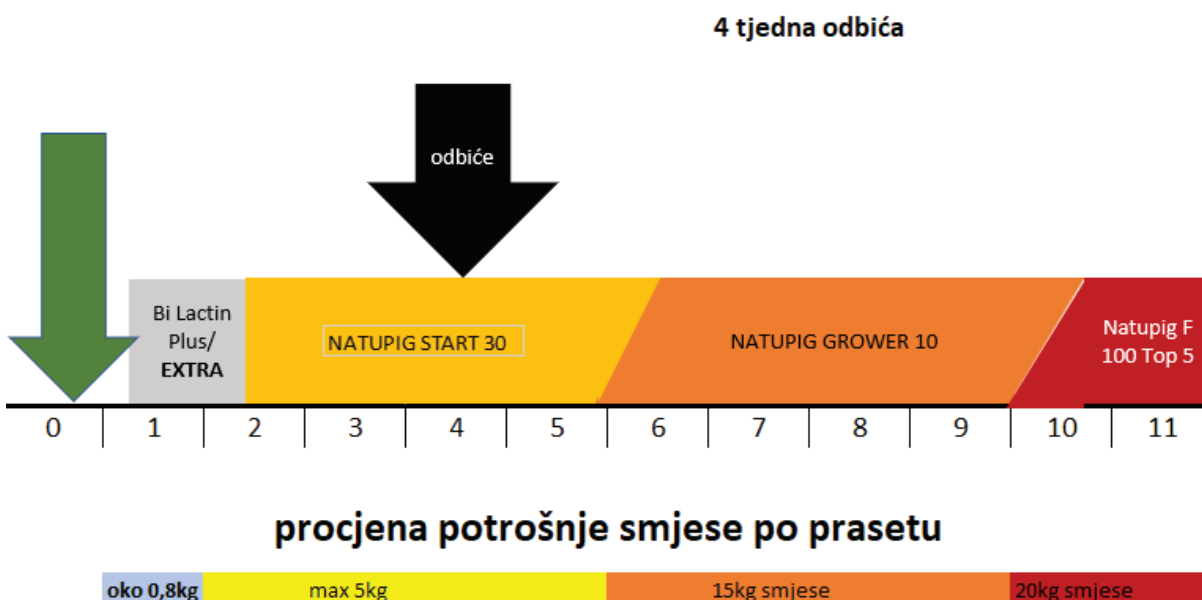 4 tjedna odbića
odbiće
Bi Lactin
Plus/
EXTRA
NATUPIG START 30
NATUPIG GROWER 10
Natupig F
100 Top 5
0 1 2 3 4 5 6 7 8 9 10 11
procjena potrošnje smjese po prasetu
oko 0,8kg max 5kg 15kg smjese 20kg smjese